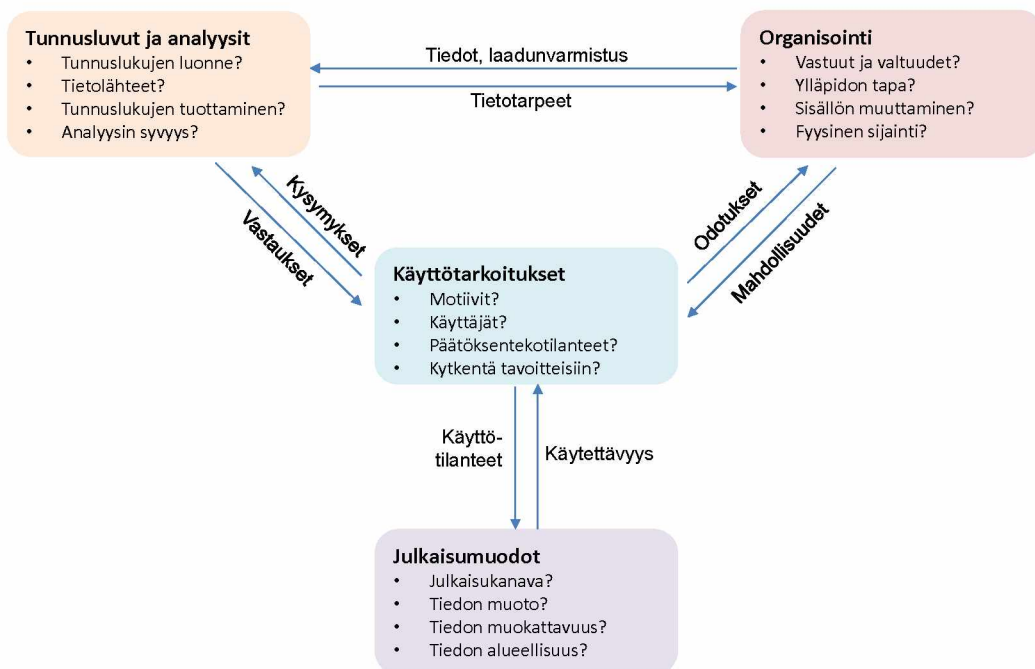 Tunnusluvut ja analyysit
• Tunnuslukujen luonne?
• Tietolähteet?
• Tunnuslukujen tuottaminen?
• Analyysin syvyys?
Tiedot, laadunvarmistus
Tietotarpeet
Organisointi
• Vastuut ja valtuudet?
• Ylläpidon tapa?
• Sisällön muuttaminen?
• Fyysinen sijainti?
Kysymykset
Vastaukset
Odotukset
Mahdollisuudet
Käyttötarkoitukset
• Motiivit?
• Käyttäjät?
• Päätöksentekotilanteet?
• Kytkentä tavoitteisiin?
Käyttö-
tilanteet
Käytettävyys
Julkaisumuodot
• Julkaisukanava?
• Tiedon muoto?
• Tiedon muokattavuus?
• Tiedon alueellisuus?